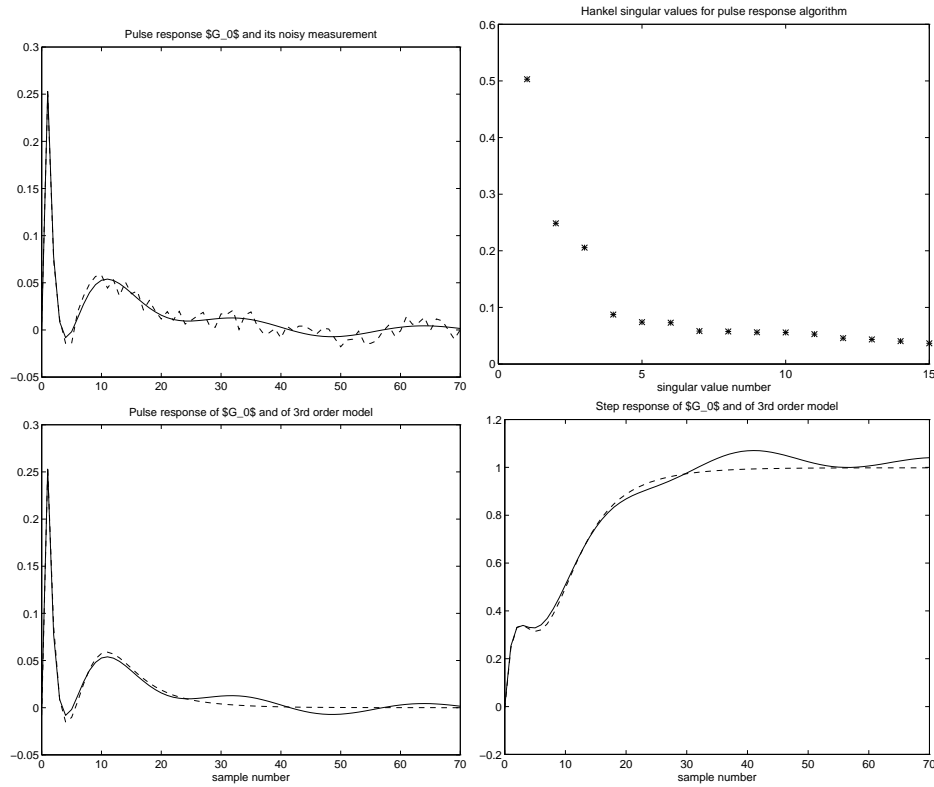 Pulse response $G_0$ and its noisy measurement
0.3
0.25
0.2
0.15
0.1
0.05
0
−0.05
0 10 20 30 40 50 60 70
Hankel singular values for pulse response algorithm
0.6
0.5
0.4
0.3
0.2
0.1
0
0 5 10 15
singular value number
Pulse response of $G_0$ and of 3rd order model
0.3
0.25
0.2
0.15
0.1
0.05
0
−0.05
0 10 20 30 40 50 60 70
sample number
Step response of $G_0$ and of 3rd order model
1.2
1
0.8
0.6
0.4
0.2
0
−0.2
0 10 20 30 40 50 60 70
sample number